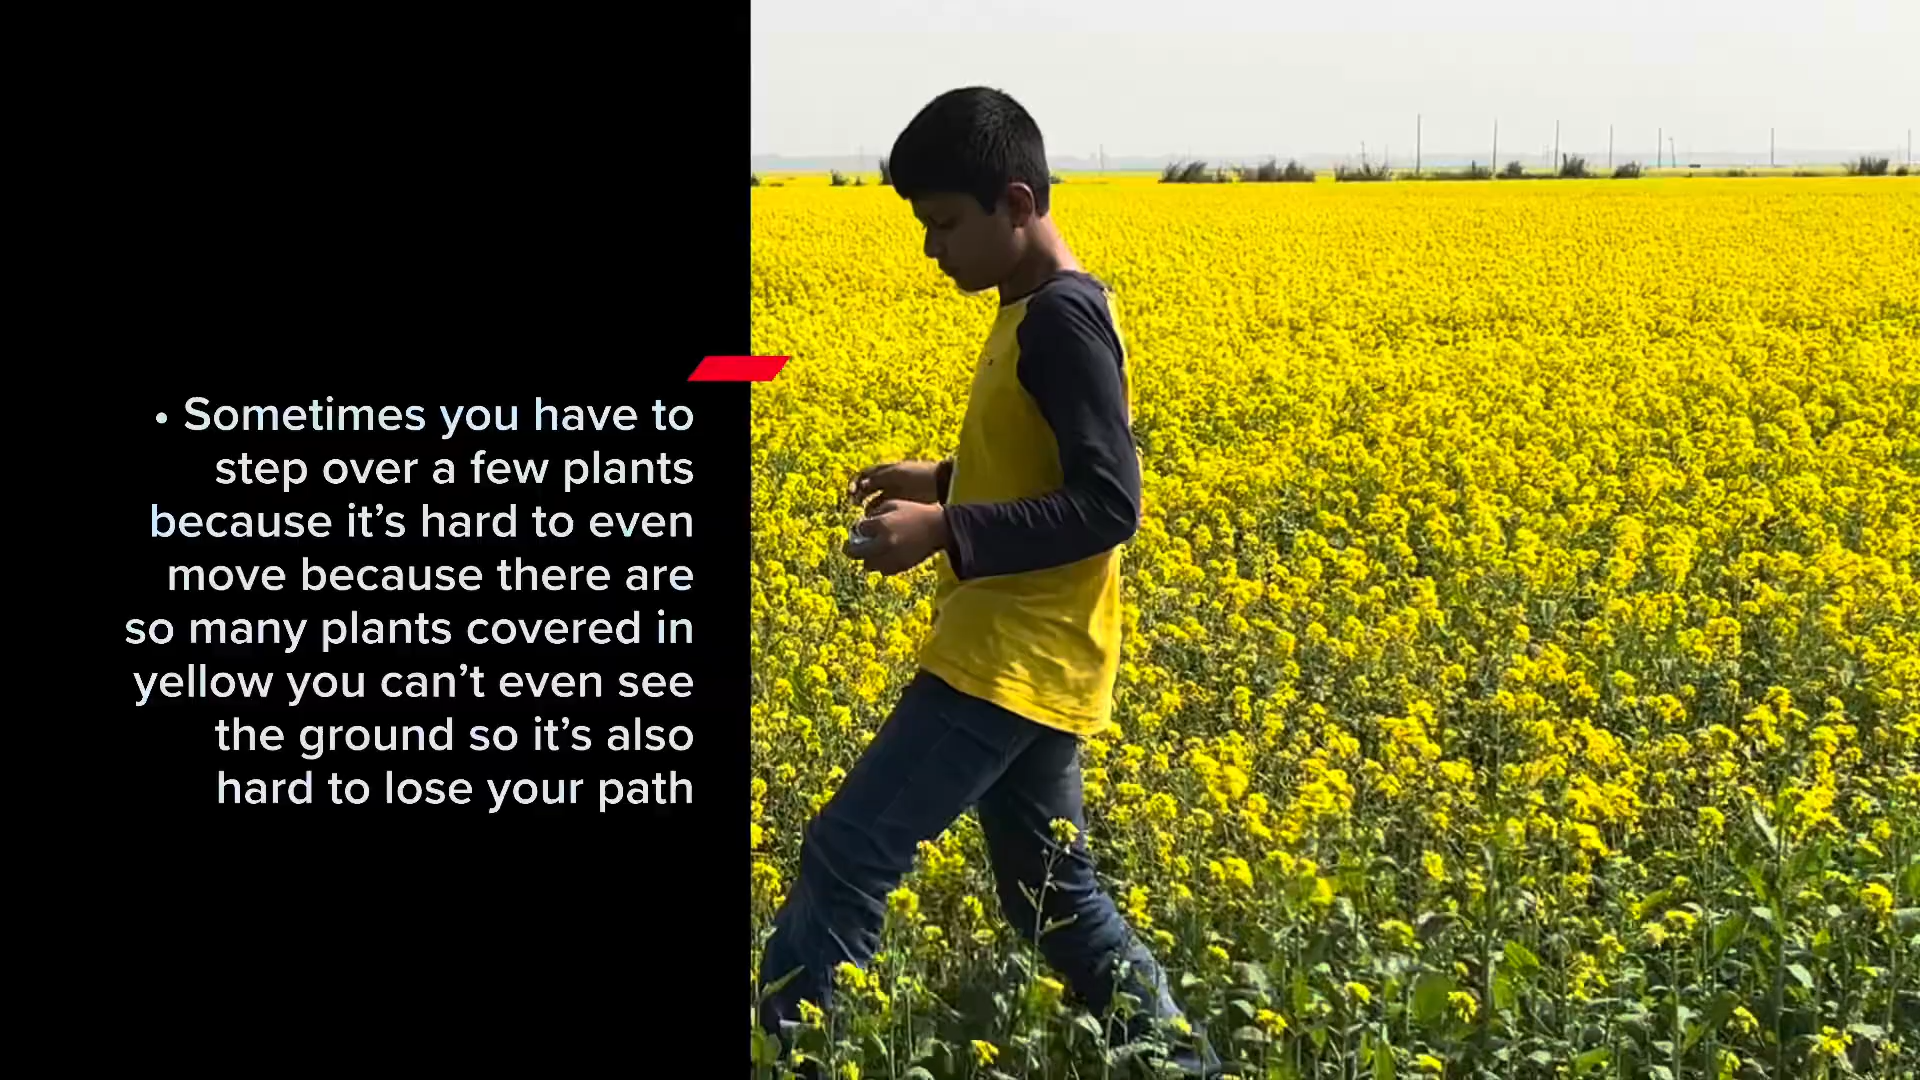 • Sometimes you have to
step over a few plants
because it’s hard to even
move because there are
so many plants covered in
yellow you can’t even see
the ground so it’s also
hard to lose your path